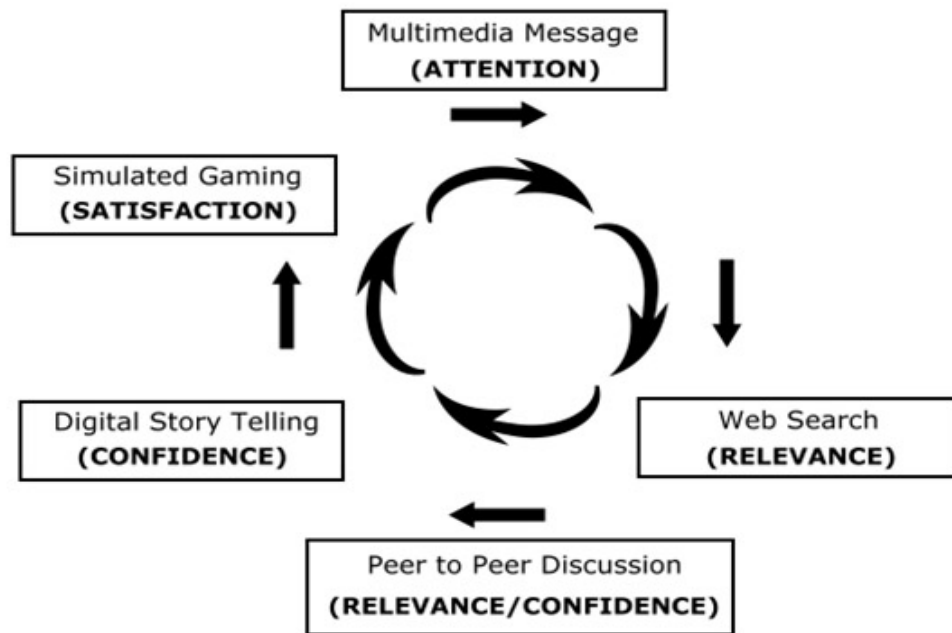 Multimedia Message
(ATTENTION)
Simulated Gaming
(SATISFACTION)
Digital Story Telling
(CONFIDENCE)
Web Search
(RELEVANCE)
Peer to Peer Discussion
(RELEVANCE/CONFIDENCE)